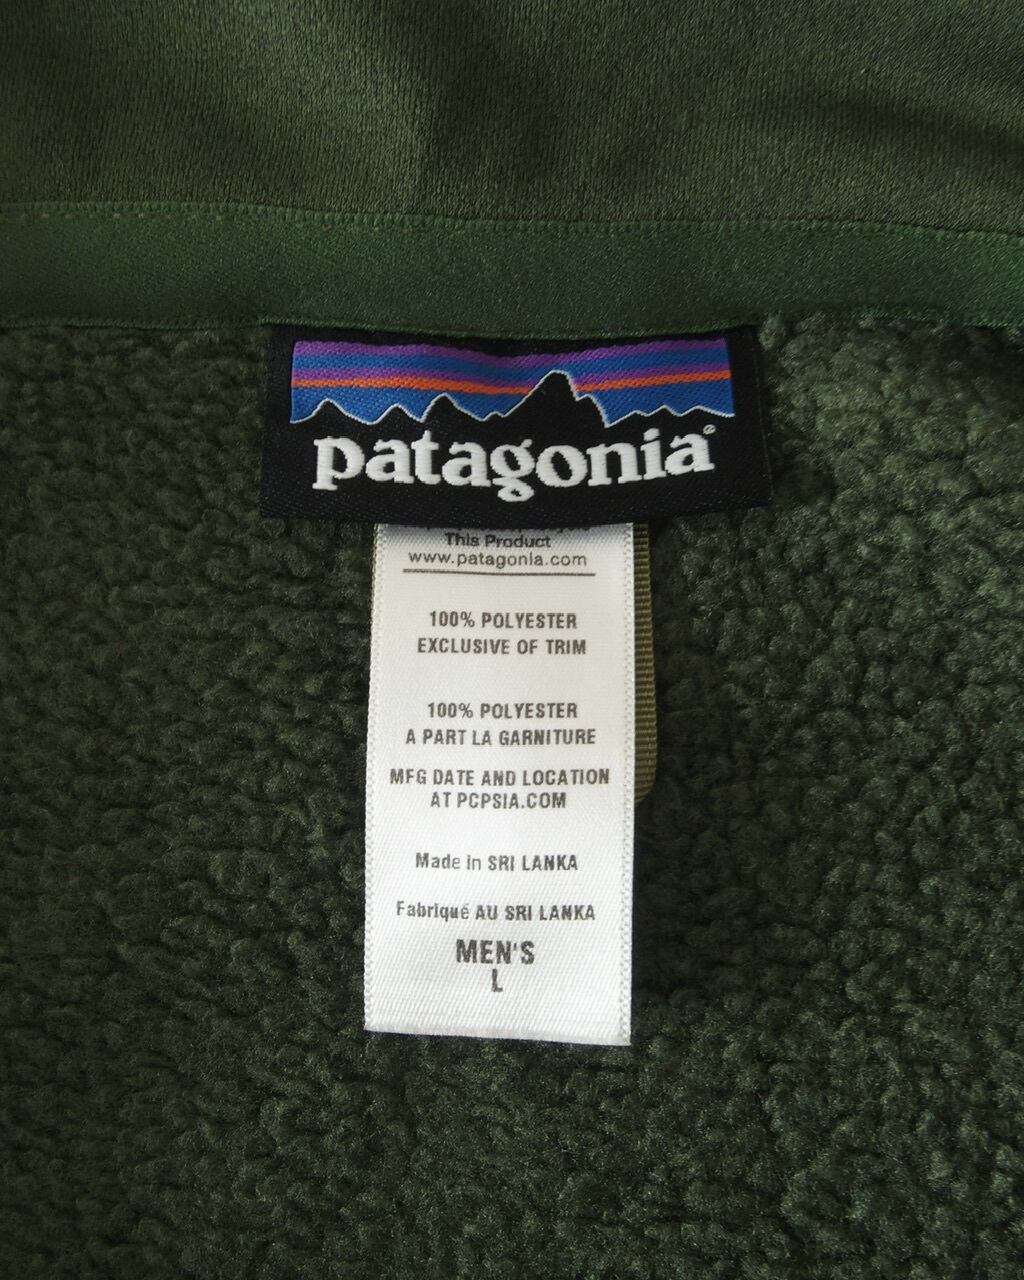 patagonia®
This Product
www.patagonia.com
100% POLYESTER
EXCLUSIVE OF TRIM
100% POLYESTER
A PART LA GARNITURE
MFG DATE AND LOCATION
AT PCPSIA.COM
Made in SRI LANKA
Fabriqué AU SRI LANKA
MEN'S
L